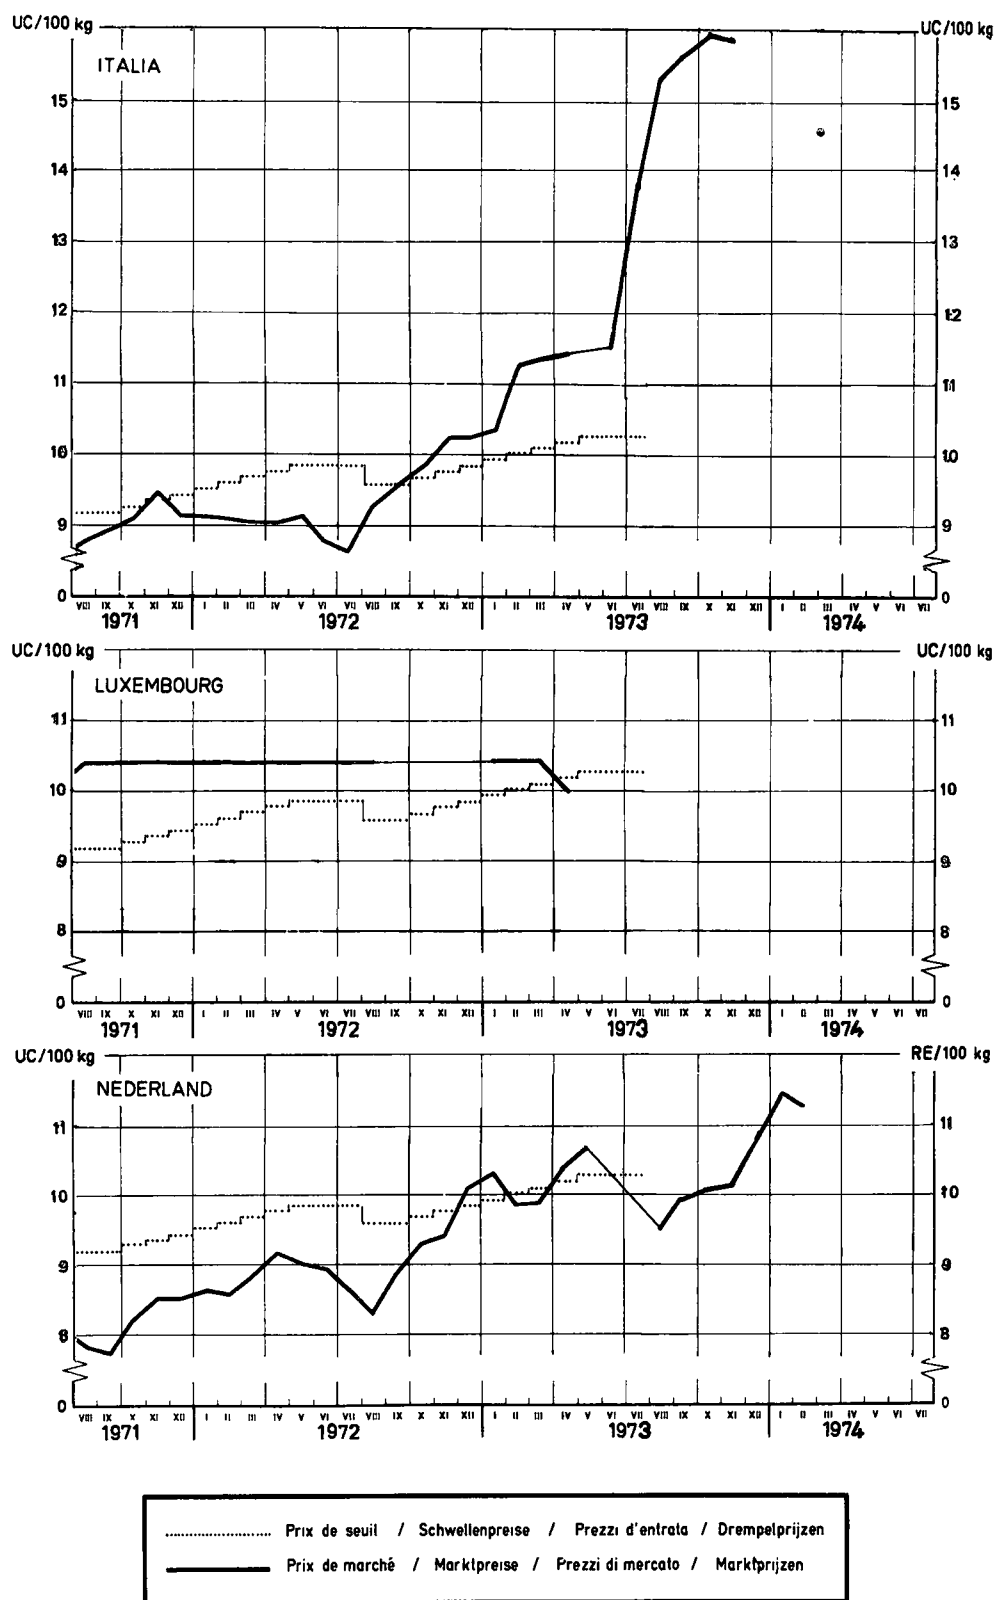 UC/100 kg UC/100 kg
ITALIA
15 15
14 14
13 13
12 12
11 11
10 10
9 9
0 0
VIII IX X XI XII I II III IV V VI VII VIII IX X XI XII I II III IV V VI VII VIII IX X XI XII I II III IV V VI VII
1971 1972 1973 1974
UC/100 kg UC/100 kg
LUXEMBOURG
11 11
10 10
9 9
8 8
0 0
VIII IX X XI XII I II III IV V VI VII VIII IX X XI XII I II III IV V VI VII VIII IX X XI XII I II III IV V VI VII
1971 1972 1973 1974
UC/100 kg RE/100 kg
NEDERLAND
11 11
10 10
9 9
8 8
0 0
VIII IX X XI XII I II III IV V VI VII VIII IX X XI XII I II III IV V VI VII VIII IX X XI XII I II III IV V VI VII
1971 1972 1973 1974
Prix de seuil / Schwellenpreise / Prezzi d'entrata / Drempelprijzen
Prix de marché / Marktpreise / Prezzi di mercato / Marktprijzen